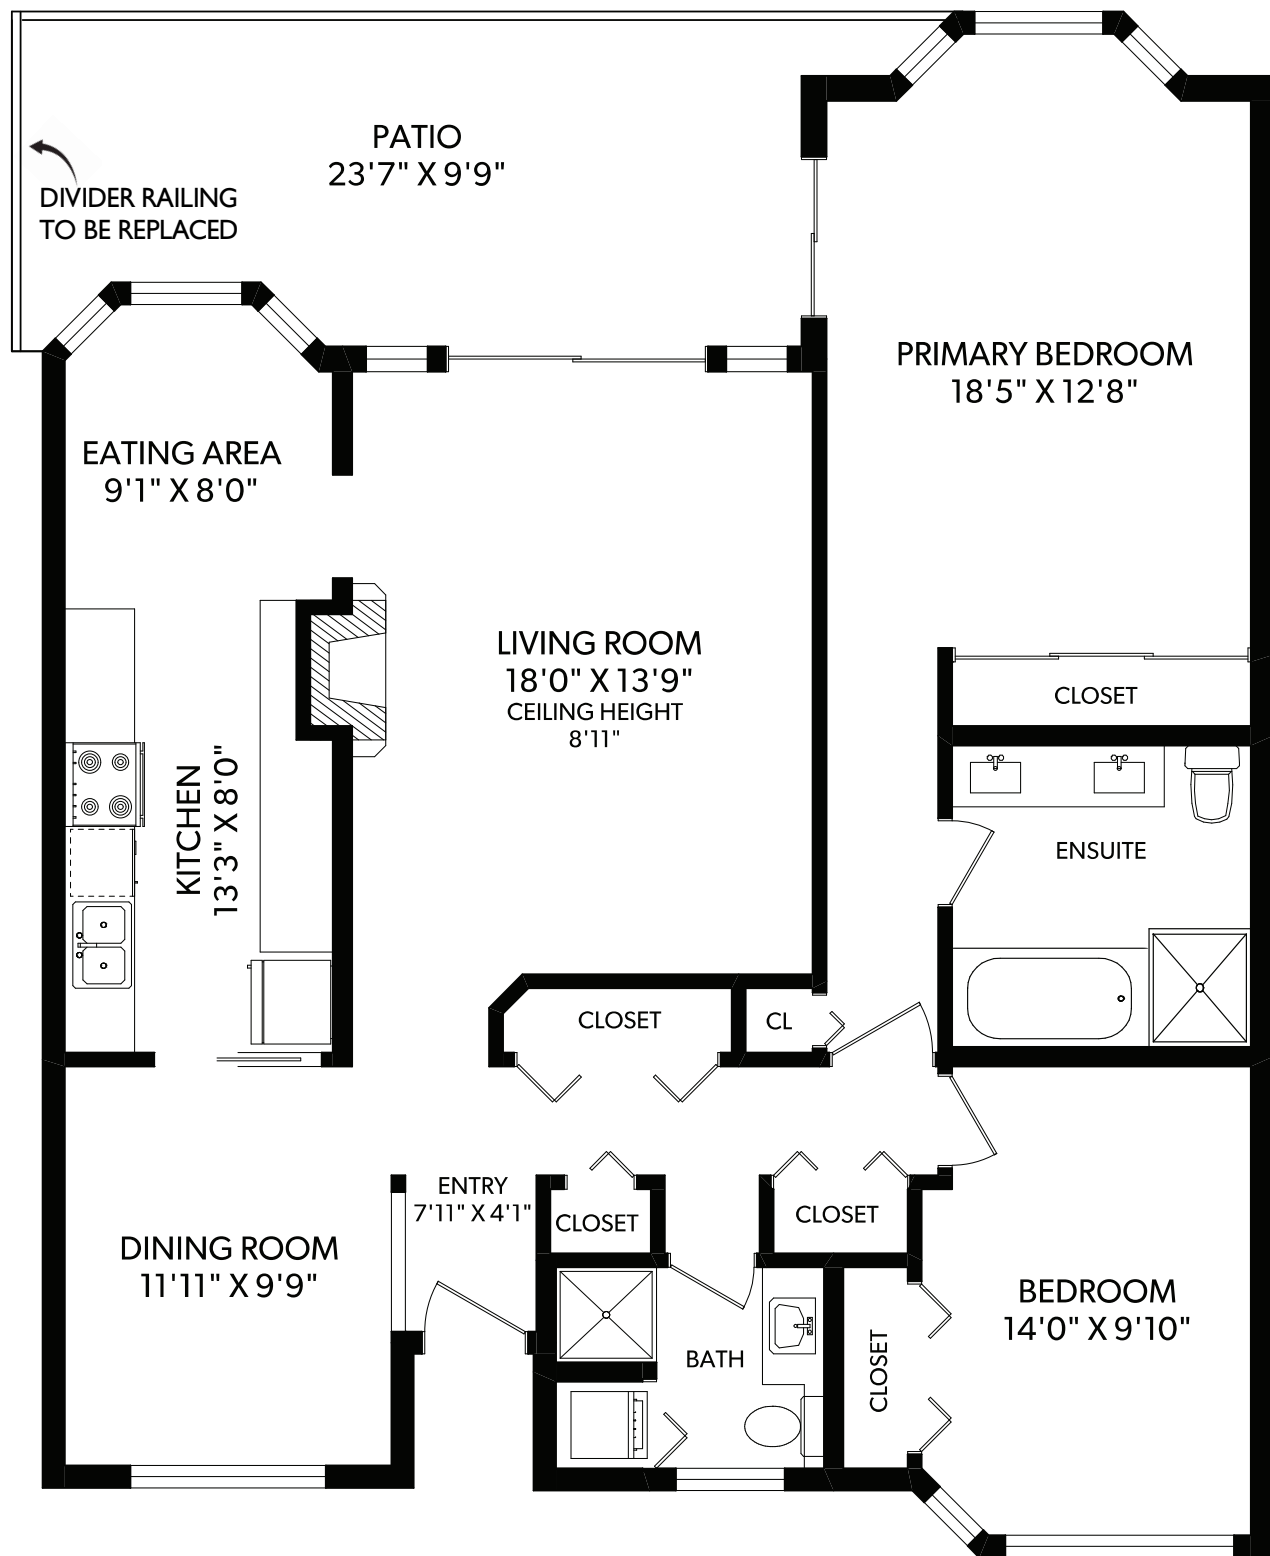 PATIO
23'7" X 9'9"
DIVIDER RAILING
TO BE REPLACED
PRIMARY BEDROOM
18'5" X 12'8"
EATING AREA
9'1" X 8'0"
LIVING ROOM
18'0" X 13'9"
CEILING HEIGHT
8'11"
CLOSET
KITCHEN
13'3" X 8'0"
ENSUITE
CLOSET
CL
ENTRY
7'11" X 4'1"
CLOSET
CLOSET
DINING ROOM
11'11" X 9'9"
BEDROOM
14'0" X 9'10"
BATH
CLOSET